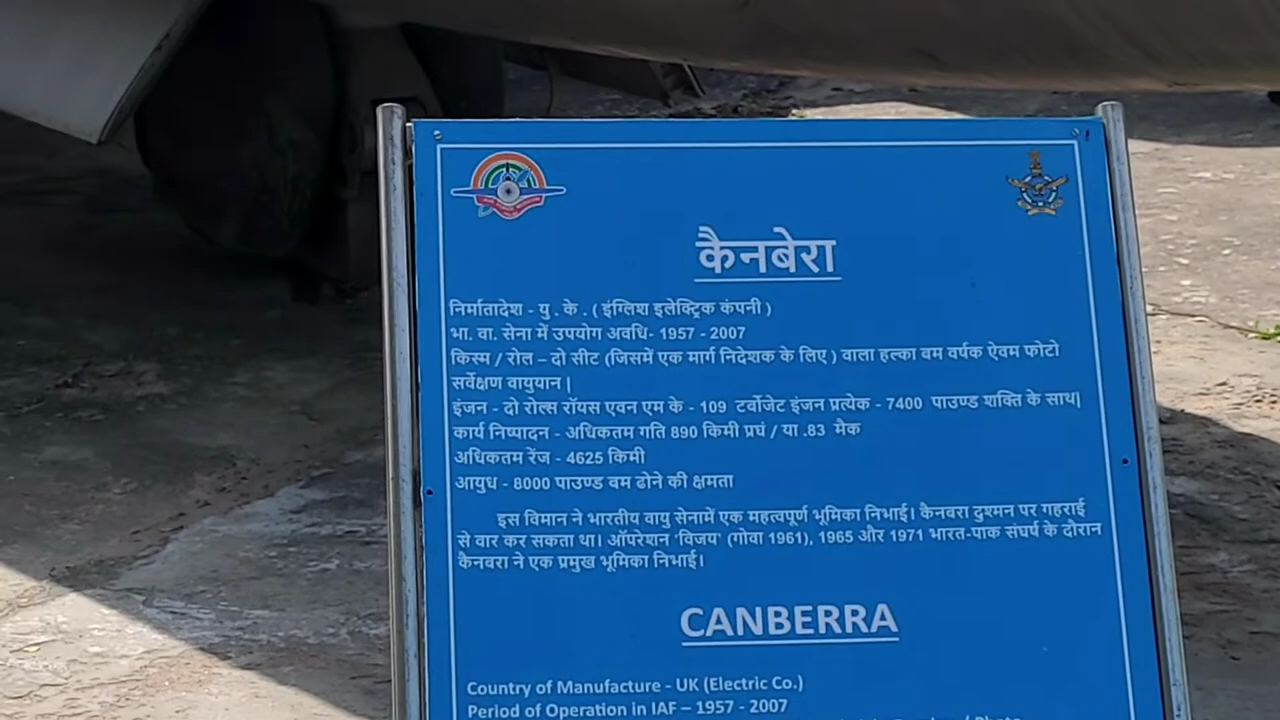 कैनबेरा
निर्मातादेश - यु . के . ( इंग्लिश इलेक्ट्रिक कंपनी )
भा. वा. सेना में उपयोग अवधि- 1957 - 2007
किस्म / रोल – दो सीट (जिसमें एक मार्ग निदेशक के लिए ) वाला हल्का बम वर्षक ऐवम फोटो
सर्वेक्षण वायुयान |
इंजन - दो रोल्स रॉयस एवन एम के - 109 टर्वोजेट इंजन प्रत्येक - 7400 पाउण्ड शक्ति के साथ|
कार्य निष्पादन - अधिकतम गति 890 किमी प्रघं / या .83 मैक
अधिकतम रेंज - 4625 किमी
आयुध - 8000 पाउण्ड बम ढोने की क्षमता
इस विमान ने भारतीय वायु सेनामें एक महत्वपूर्ण भूमिका निभाई। कैनबरा दुश्मन पर गहराई
से वार कर सकता था। ऑपरेशन 'विजय' (गोवा 1961), 1965 और 1971 भारत-पाक संघर्ष के दौरान
कैनबरा ने एक प्रमुख भूमिका निभाई।
CANBERRA
Country of Manufacture - UK (Electric Co.)
Period of Operation in IAF – 1957 - 2007